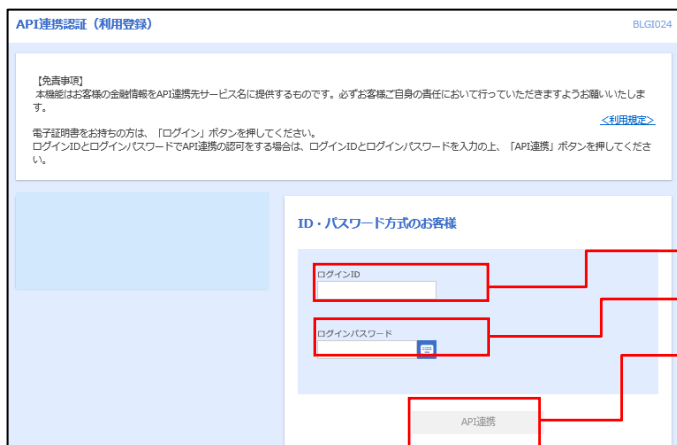 API連携認証（利用登録）
BLGI024
【免責事項】
本機能はお客様の金融情報をAPI連携先サービス名に提供するものです。必ずお客様ご自身の責任において行っていただきますようお願いいたしま
す。
＜利用規定＞
電子証明書をお持ちの方は、「ログイン」ボタンを押してください。
ログインIDとログインパスワードでAPI連携の認可をする場合は、ログインIDとログインパスワードを入力の上、「API連携」ボタンを押してくださ
い。
ID・パスワード方式のお客様
ログインID
ログインパスワード
API連携